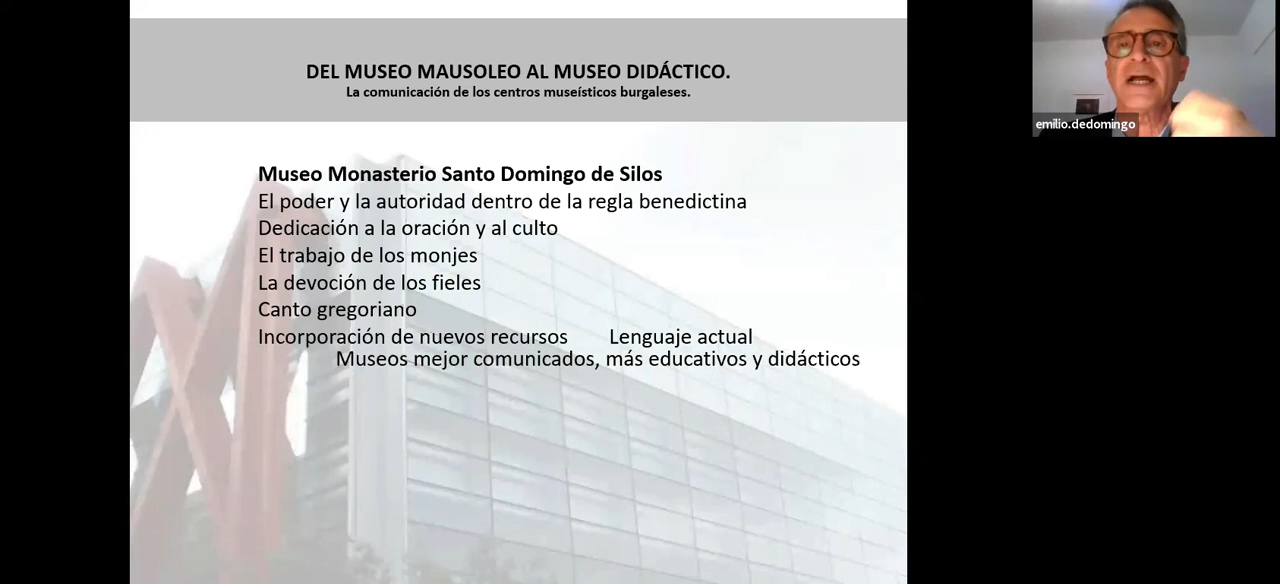 DEL MUSEO MAUSOLEO AL MUSEO DIDÁCTICO.
La comunicación de los centros museísticos burgaleses.
emilio.dedomingo
Museo Monasterio Santo Domingo de Silos
El poder y la autoridad dentro de la regla benedictina
Dedicación a la oración y al culto
El trabajo de los monjes
La devoción de los fieles
Canto gregoriano
Incorporación de nuevos recursos Lenguaje actual
Museos mejor comunicados, más educativos y didácticos